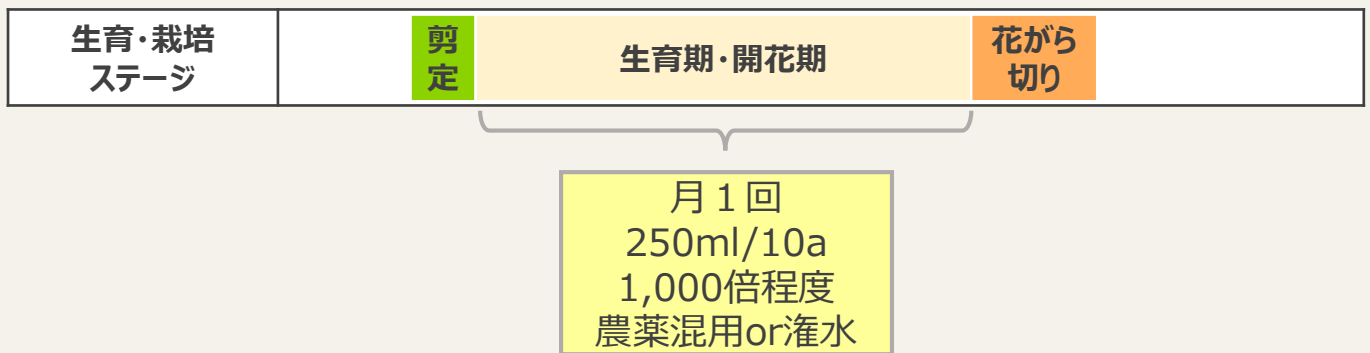 生育･栽培
ステージ
剪
定
生育期･開花期
花がら
切り
月１回
250ml/10a
1,000倍程度
農薬混用or潅水